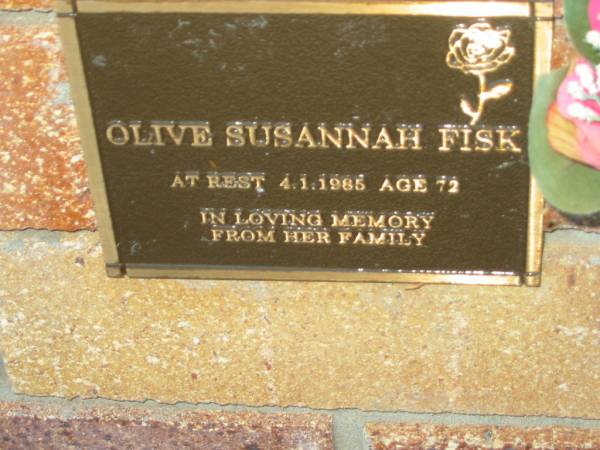 OLIVE SUSANNAH FISK
AT REST 4.1.1985 AGE 72
IN LOVING MEMORY
FROM HER FAMILY